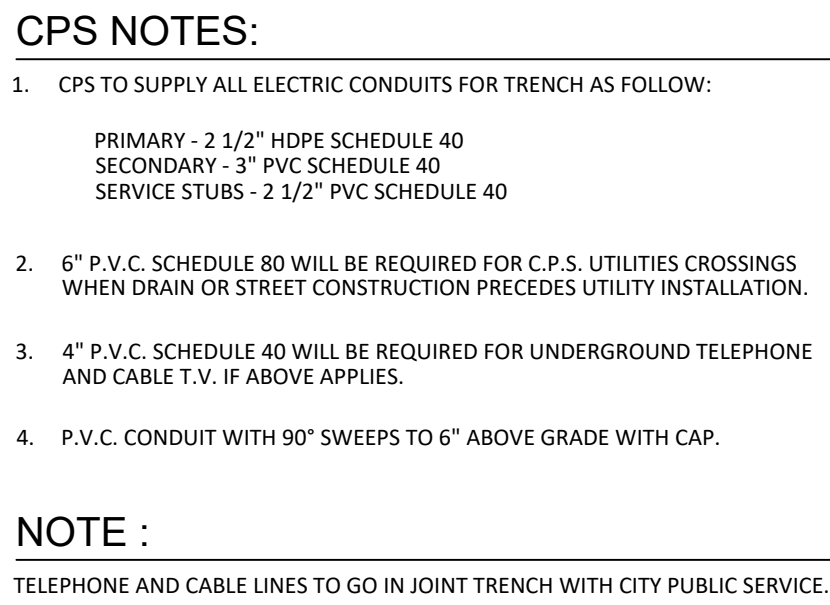 CPS NOTES:
1. CPS TO SUPPLY ALL ELECTRIC CONDUITS FOR TRENCH AS FOLLOW:
PRIMARY - 2 1/2" HDPE SCHEDULE 40
SECONDARY - 3" PVC SCHEDULE 40
SERVICE STUBS - 2 1/2" PVC SCHEDULE 40
2. 6" P.V.C. SCHEDULE 80 WILL BE REQUIRED FOR C.P.S. UTILITIES CROSSINGS
WHEN DRAIN OR STREET CONSTRUCTION PRECEDES UTILITY INSTALLATION.
3. 4" P.V.C. SCHEDULE 40 WILL BE REQUIRED FOR UNDERGROUND TELEPHONE
AND CABLE T.V. IF ABOVE APPLIES.
4. P.V.C. CONDUIT WITH 90° SWEEPS TO 6" ABOVE GRADE WITH CAP.
NOTE :
TELEPHONE AND CABLE LINES TO GO IN JOINT TRENCH WITH CITY PUBLIC SERVICE.